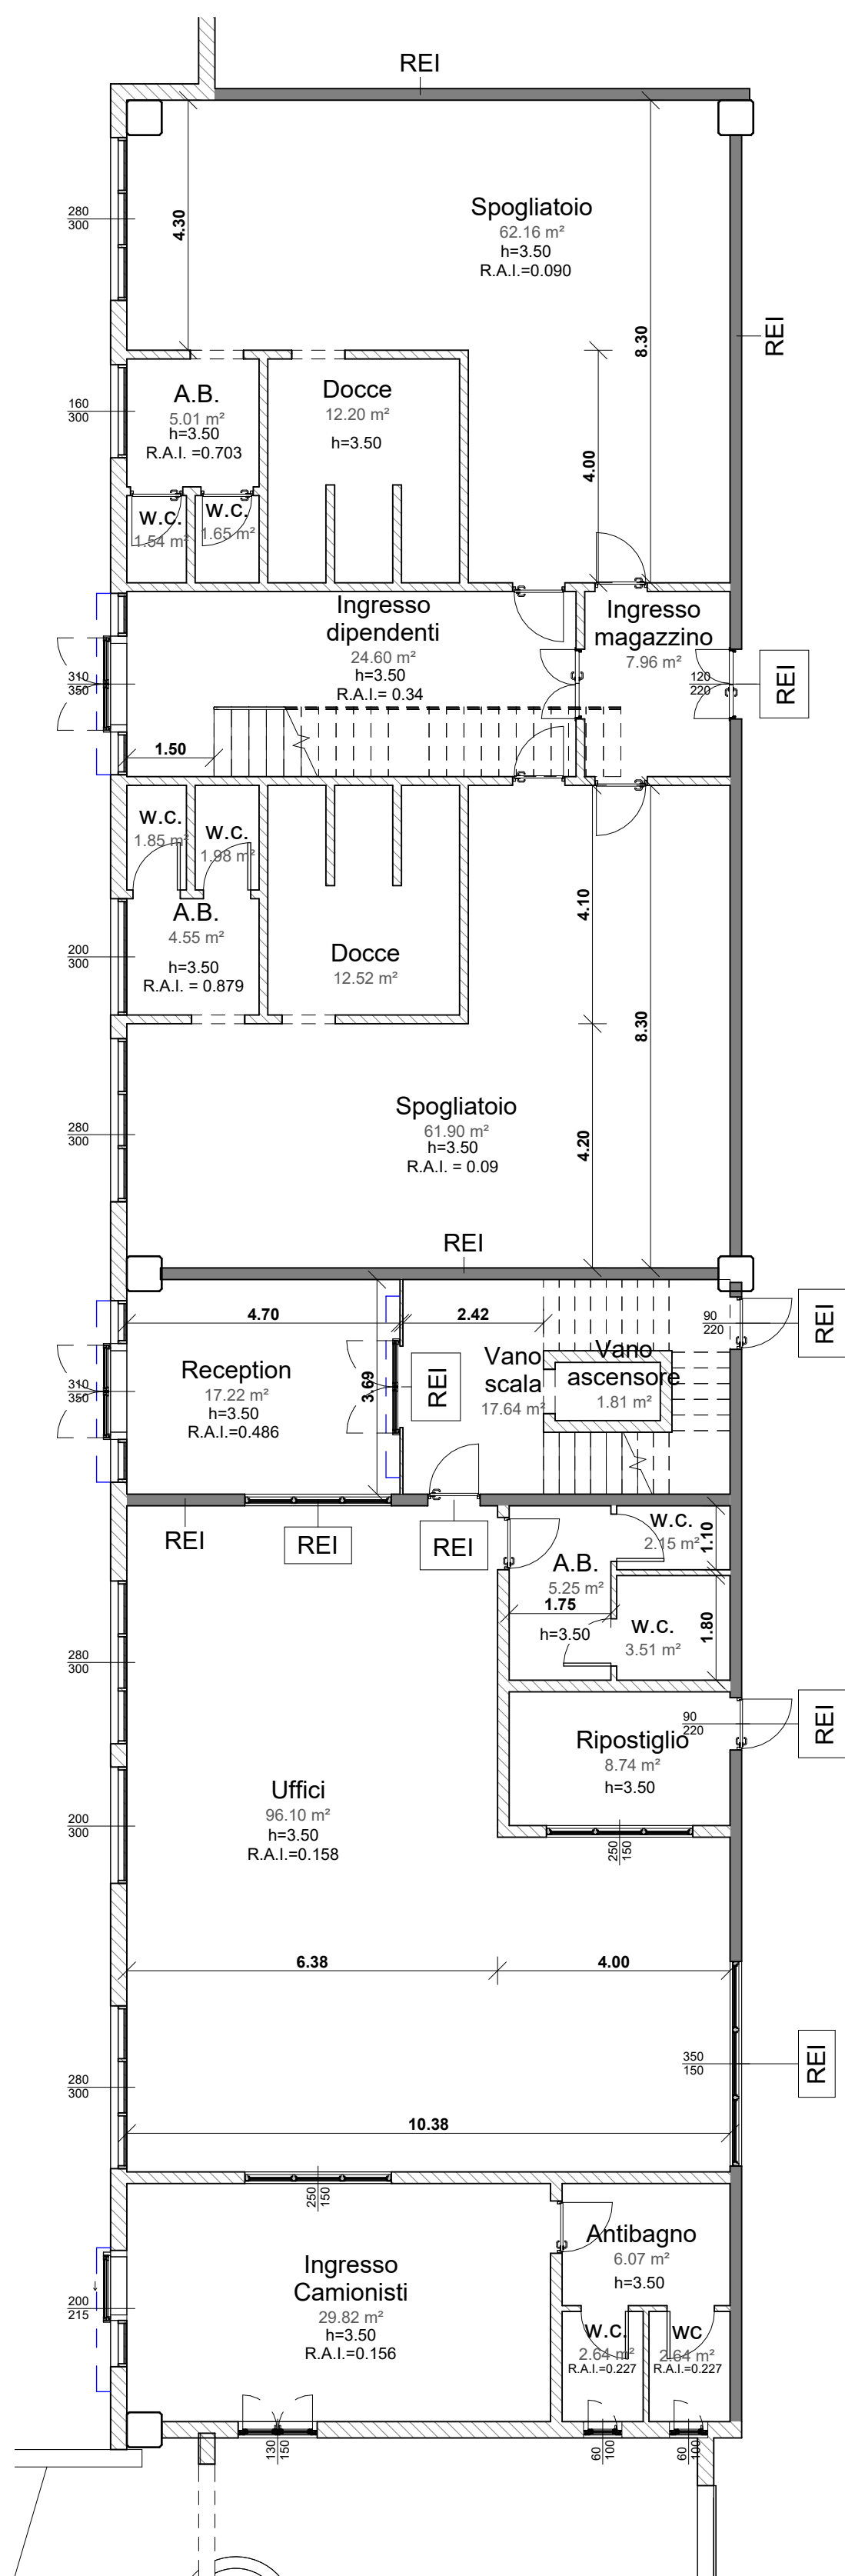 REI
280
300
4.30
Spogliatoio
62.16 m²
h=3.50
R.A.I.=0.090
8.30
REI
160
300
A.B.
5.01 m²
h=3.50
R.A.I. =0.703
Docce
12.20 m²
h=3.50
4.00
w.c.
1.54 m²
w.c.
1.65 m²
Ingresso
dipendenti
24.60 m²
h=3.50
R.A.I.= 0.34
Ingresso
magazzino
7.96 m²
310
350
120
220
REI
1.50
w.c.
1.85 m²
w.c.
1.98 m²
A.B.
4.55 m²
h=3.50
R.A.I. = 0.879
200
300
Docce
12.52 m²
4.10
8.30
280
300
Spogliatoio
61.90 m²
h=3.50
R.A.I. = 0.09
4.20
REI
4.70
2.42
90
220
REI
310
350
Reception
17.22 m²
h=3.50
R.A.I.=0.486
3.69
REI
Vano
scala
17.64 m²
Vano
ascensore
1.81 m²
REI
REI
REI
w.c.
2.15 m²
1.10
A.B.
5.25 m²
1.75
h=3.50
w.c.
3.51 m²
1.80
280
300
90
220
REI
Ripostiglio
8.74 m²
h=3.50
Uffici
96.10 m²
h=3.50
R.A.I.=0.158
200
300
250
150
6.38
4.00
350
150
REI
280
300
10.38
250
150
Ingresso
Camionisti
29.82 m²
h=3.50
R.A.I.=0.156
200
215
Antibagno
6.07 m²
h=3.50
w.c.
2.64 m²
R.A.I.=0.227
wc
2.64 m²
R.A.I.=0.227
130
150
60
100
60
100